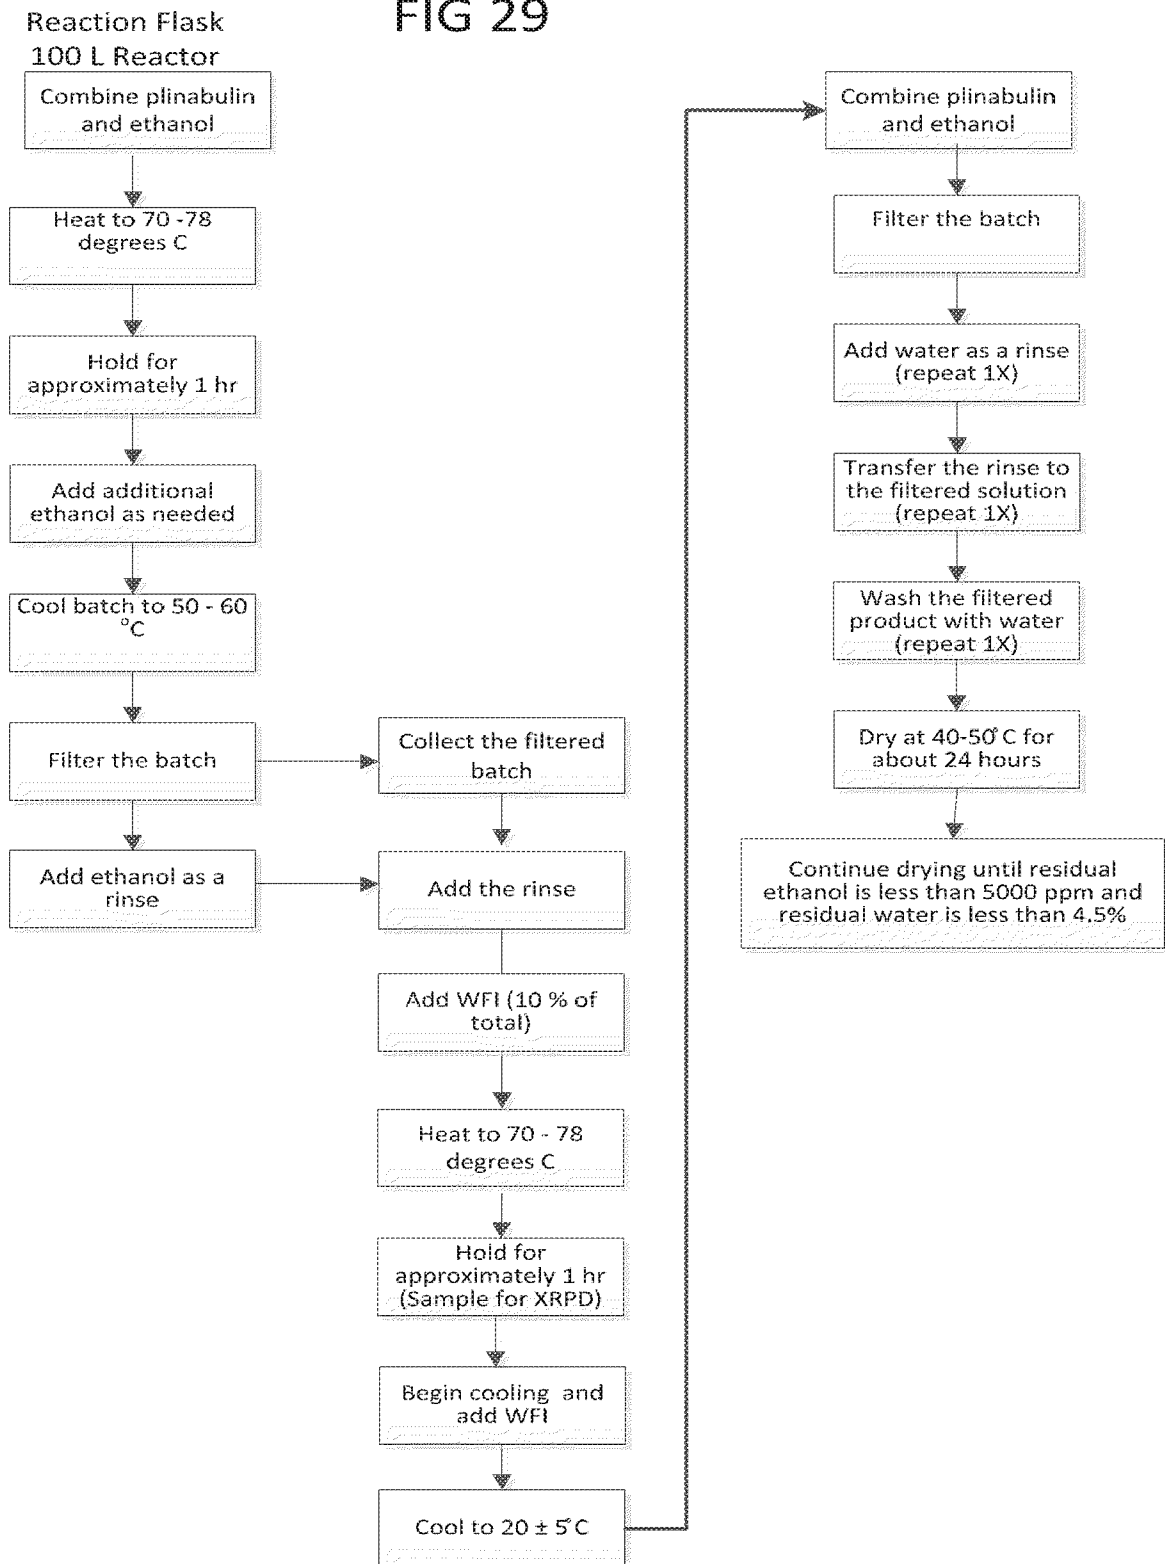 FIG 29
Reaction Flask
100 L Reactor
Combine plinabulin
and ethanol
Heat to 70 -78
degrees C
Hold for
approximately 1 hr
Add additional
ethanol as needed
Cool batch to 50 - 60
°C
Filter the batch
Add ethanol as a
rinse
Collect the filtered
batch
Add the rinse
Add WFI (10 % of
total)
Heat to 70 - 78
degrees C
Hold for
approximately 1 hr
(Sample for XRPD)
Begin cooling and
add WFI
Cool to 20 ± 5°C
Combine plinabulin
and ethanol
Filter the batch
Add water as a rinse
(repeat 1X)
Transfer the rinse to
the filtered solution
(repeat 1X)
Wash the filtered
product with water
(repeat 1X)
Dry at 40-50°C for
about 24 hours
Continue drying until residual
ethanol is less than 5000 ppm and
residual water is less than 4.5%